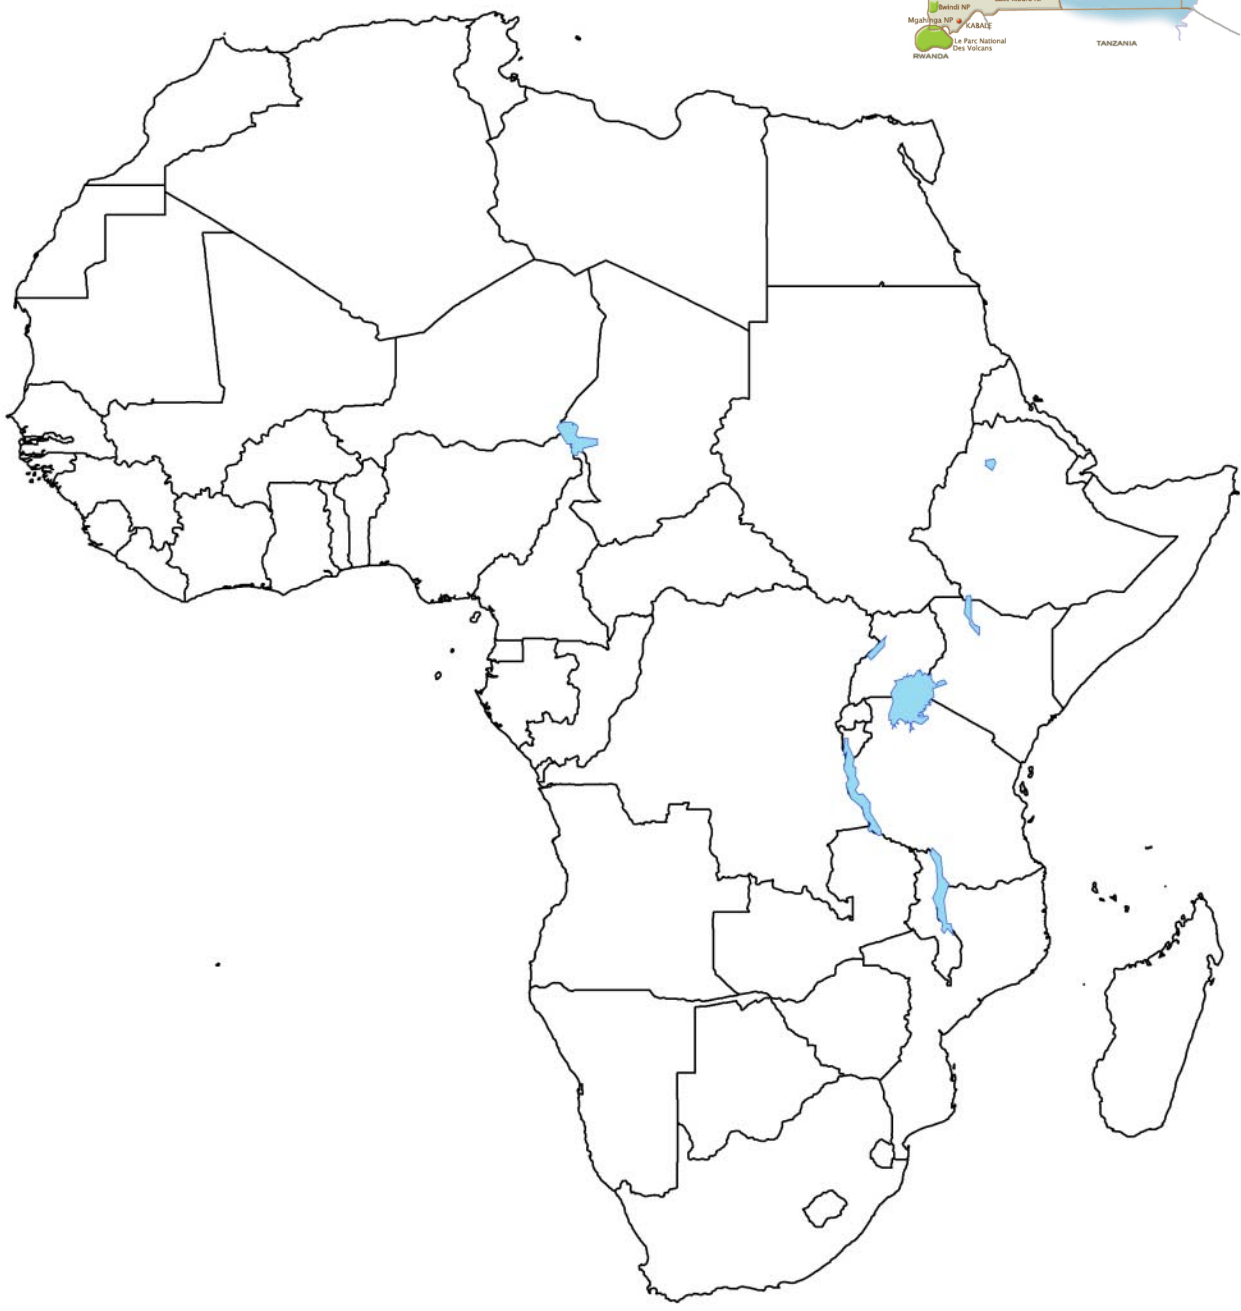 Bwindi NP
Mgahinga NP
KABALE
Le Parc National
Des Volcans
RWANDA
TANZANIA